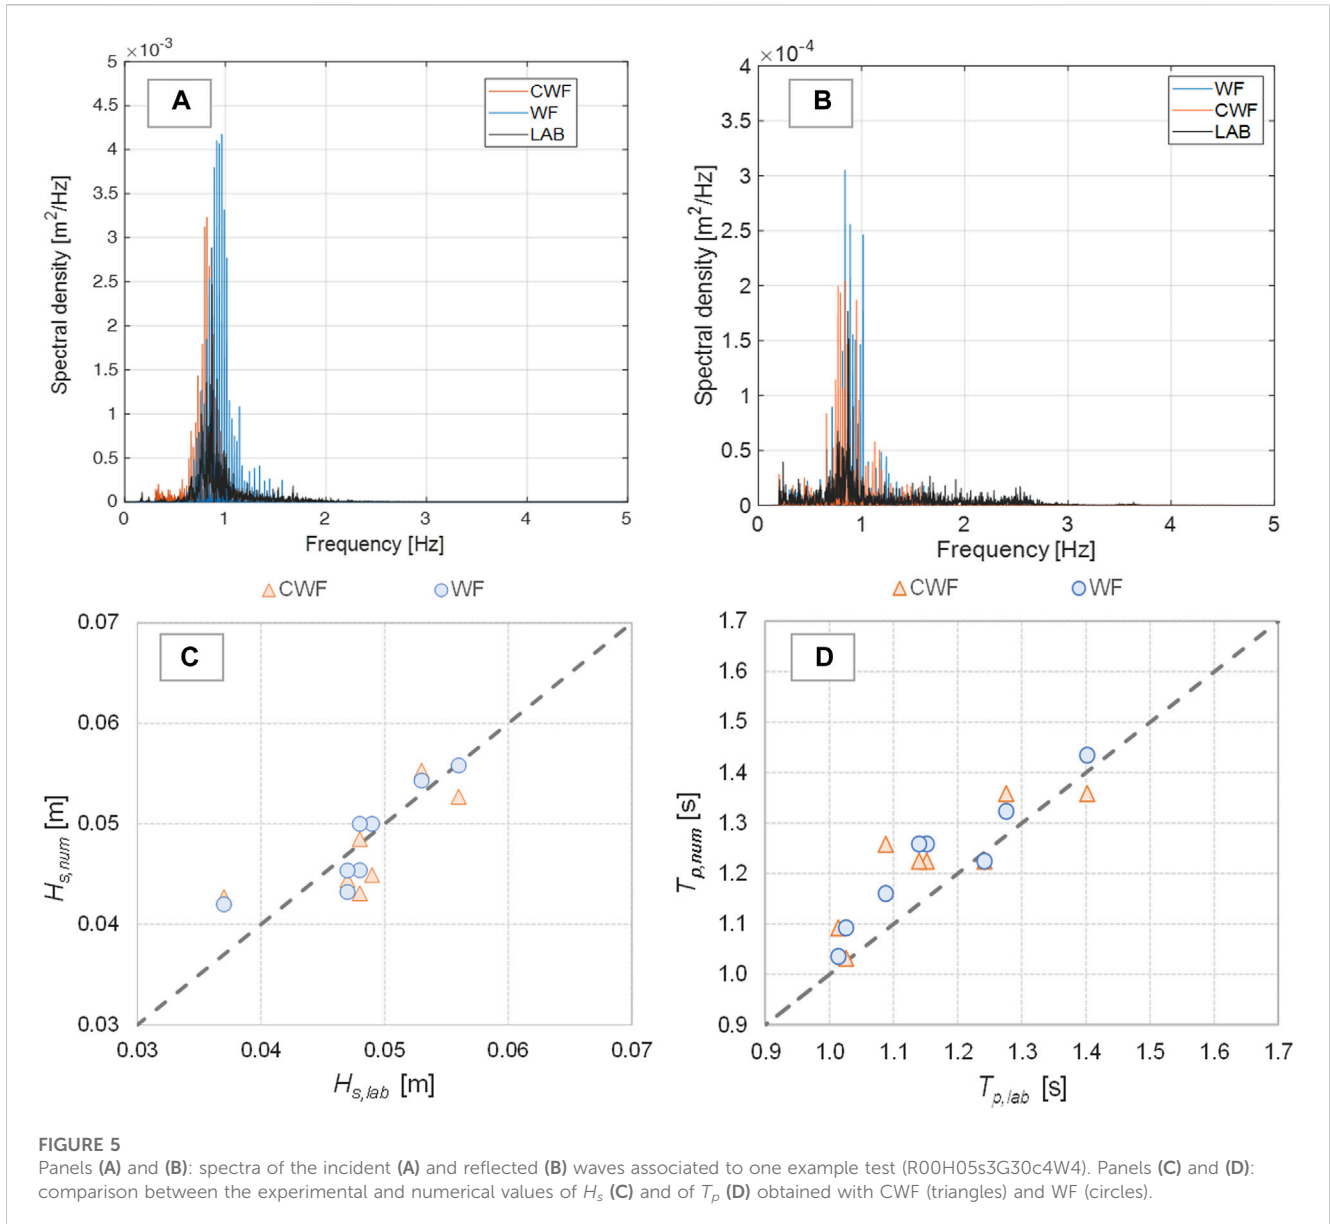 ×10⁻³
5
4.5
4
3.5
3
2.5
2
1.5
1
0.5
0
0 1 2 3 4 5
Spectral density [m²/Hz]
Frequency [Hz]
A
CWF
WF
LAB
×10⁻⁴
4
3.5
3
2.5
2
1.5
1
0.5
0
0 1 2 3 4 5
Spectral density [m²/Hz]
Frequency [Hz]
B
WF
CWF
LAB
CWF WF
0.07
0.06
0.05
0.04
0.03
0.03 0.04 0.05 0.06 0.07
H_{s,num} [m]
H_{s,lab} [m]
C
CWF WF
1.7
1.6
1.5
1.4
1.3
1.2
1.1
1.0
0.9
0.9 1.0 1.1 1.2 1.3 1.4 1.5 1.6 1.7
T_{p,num} [s]
T_{p,lab} [s]
D
FIGURE 5
Panels (A) and (B): spectra of the incident (A) and reflected (B) waves associated to one example test (R00H05s3G30c4W4). Panels (C) and (D):
comparison between the experimental and numerical values of H_s (C) and of T_p (D) obtained with CWF (triangles) and WF (circles).